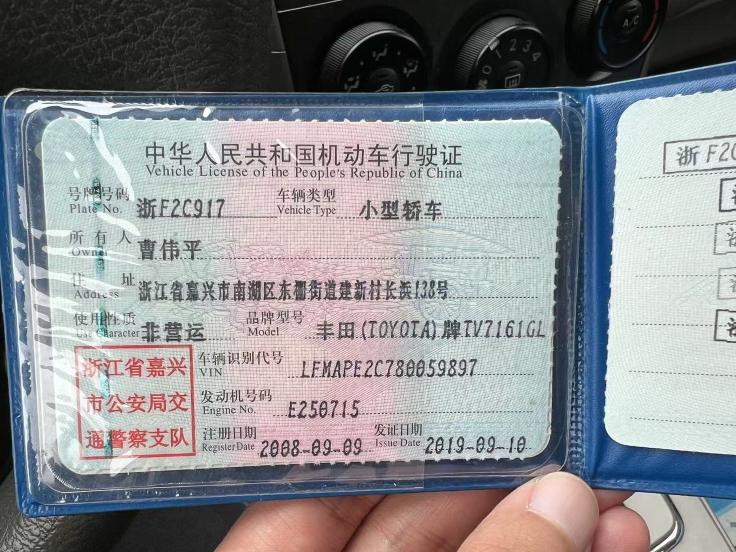 中华人民共和国机动车行驶证
Vehicle License of the People's Republic of China
号牌号码 浙F2C917 车辆类型 小型轿车
Plate No. Vehicle Type
所有人 曹伟平
Owner
住址 浙江省嘉兴市南湖区东栅街道建新村长浜138号
Address
使用性质 非营运 品牌型号 丰田(TOYOTA)牌TV7161GL
Use Character Model
浙江省嘉兴
市公安局交
通警察支队
车辆识别代号 LFMAPE2C780059897
VIN
发动机号码 E250715
Engine No.
注册日期 2008-09-09 发证日期 2019-09-10
Register Date Issue Date
浙F2C
A/C
1 2 3 4
0